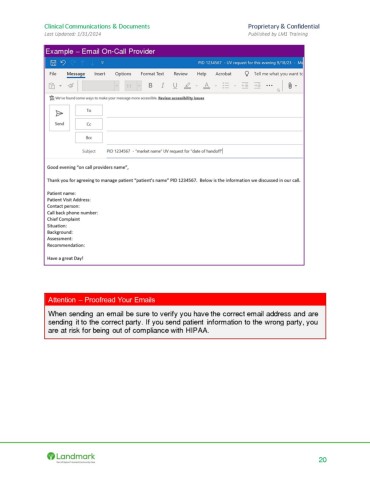 Clinical Communications & Documents Proprietary & Confidential
Last Updated: 1/31/2024 Published by LM1 Training
Example – Email On-Call Provider
PID 1234567 - UV request for this evening 9/16/23
File Message Insert Options Format Text Review Help Acrobat Tell me what you want to
B I U A
We've found some ways to make your message more accessible. Review accessibility issues
To
Send
Cc
Bcc
Subject PID 1234567 - "market name" UV request for "date of handoff"
Good evening "on call providers name",
Thank you for agreeing to manage patient "patient's name" PID 1234567. Below is the information we discussed in our call.
Patient name:
Patient Visit Address:
Contact person:
Call back phone number:
Chief Complaint
Situation:
Background:
Assessment:
Recommendation:
Have a great Day!
Attention – Proofread Your Emails
When sending an email be sure to verify you have the correct email address and are
sending it to the correct party. If you send patient information to the wrong party, you
are at risk for being out of compliance with HIPAA.
Landmark
20